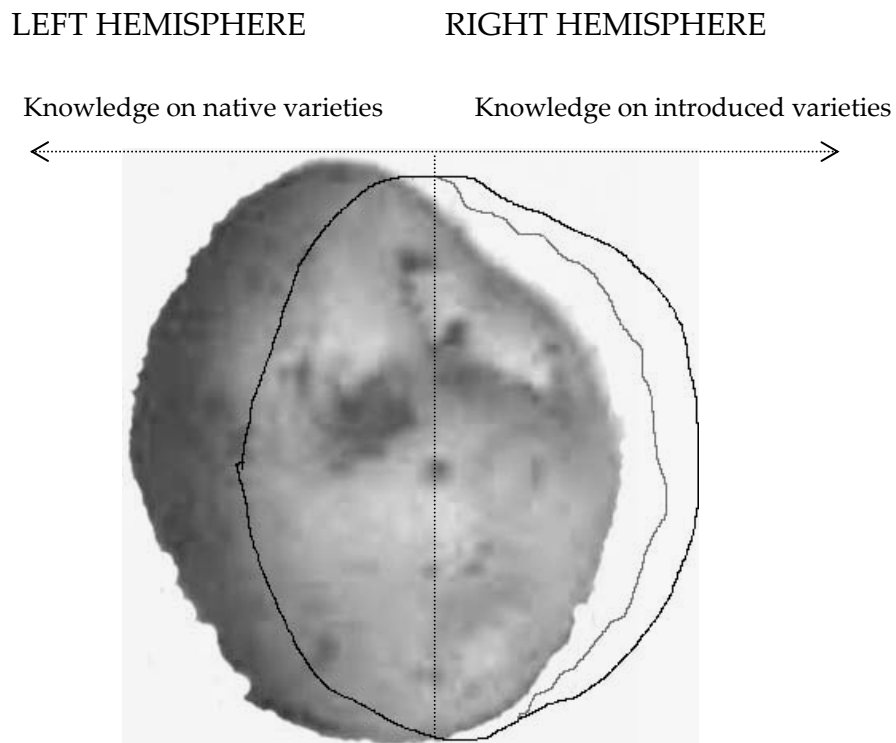 LEFT HEMISPHERE RIGHT HEMISPHERE
Knowledge on native varieties Knowledge on introduced varieties